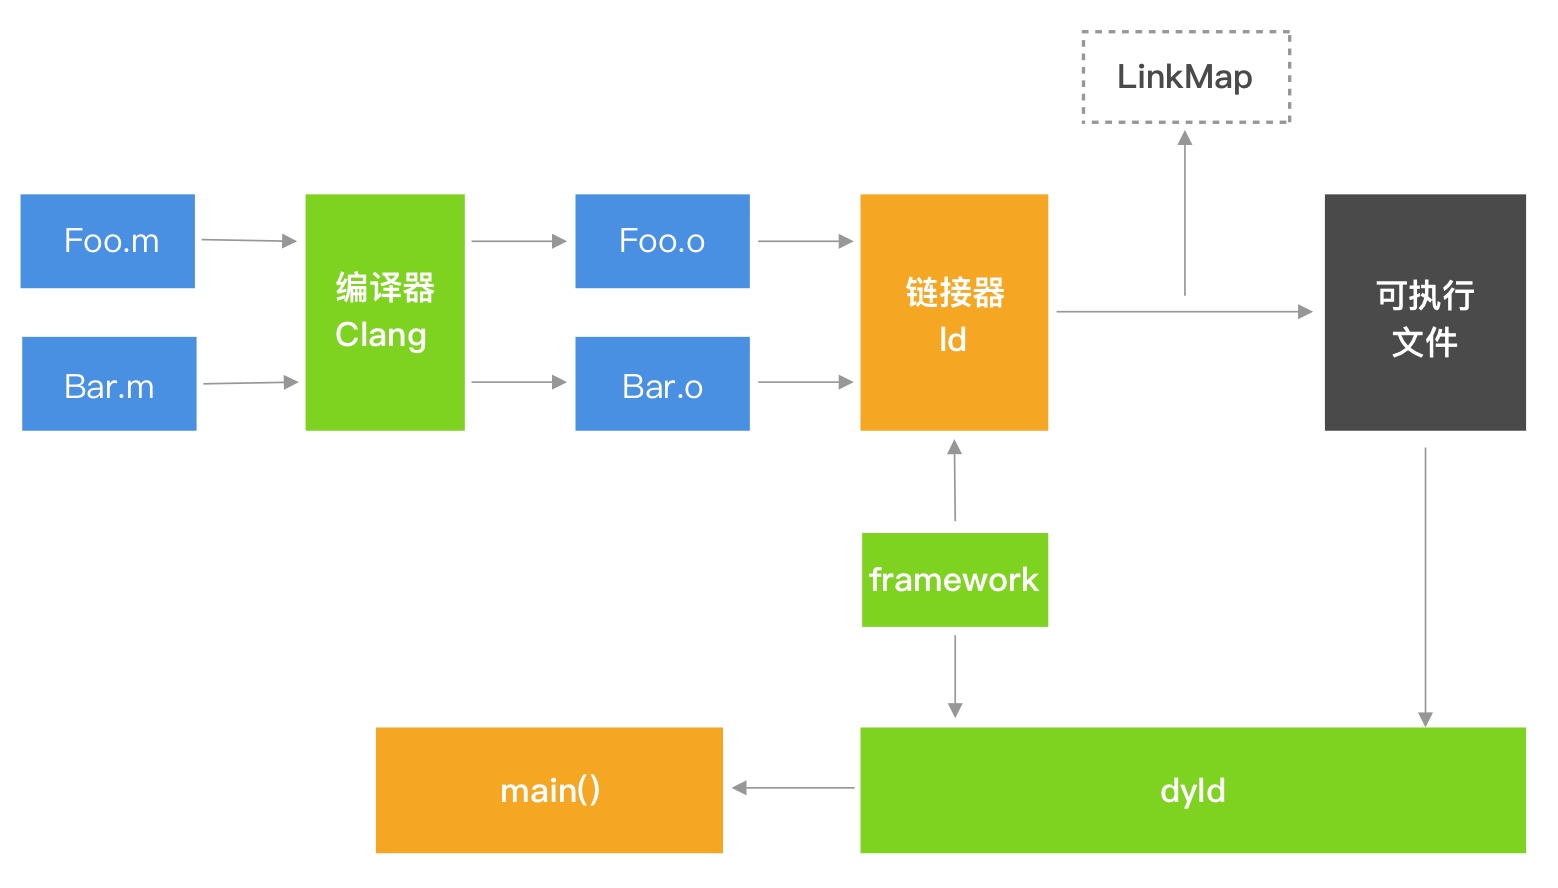 LinkMap
Foo.m
编译器
Clang
Foo.o
链接器
ld
可执行
文件
Bar.m
Bar.o
framework
main()
dyld